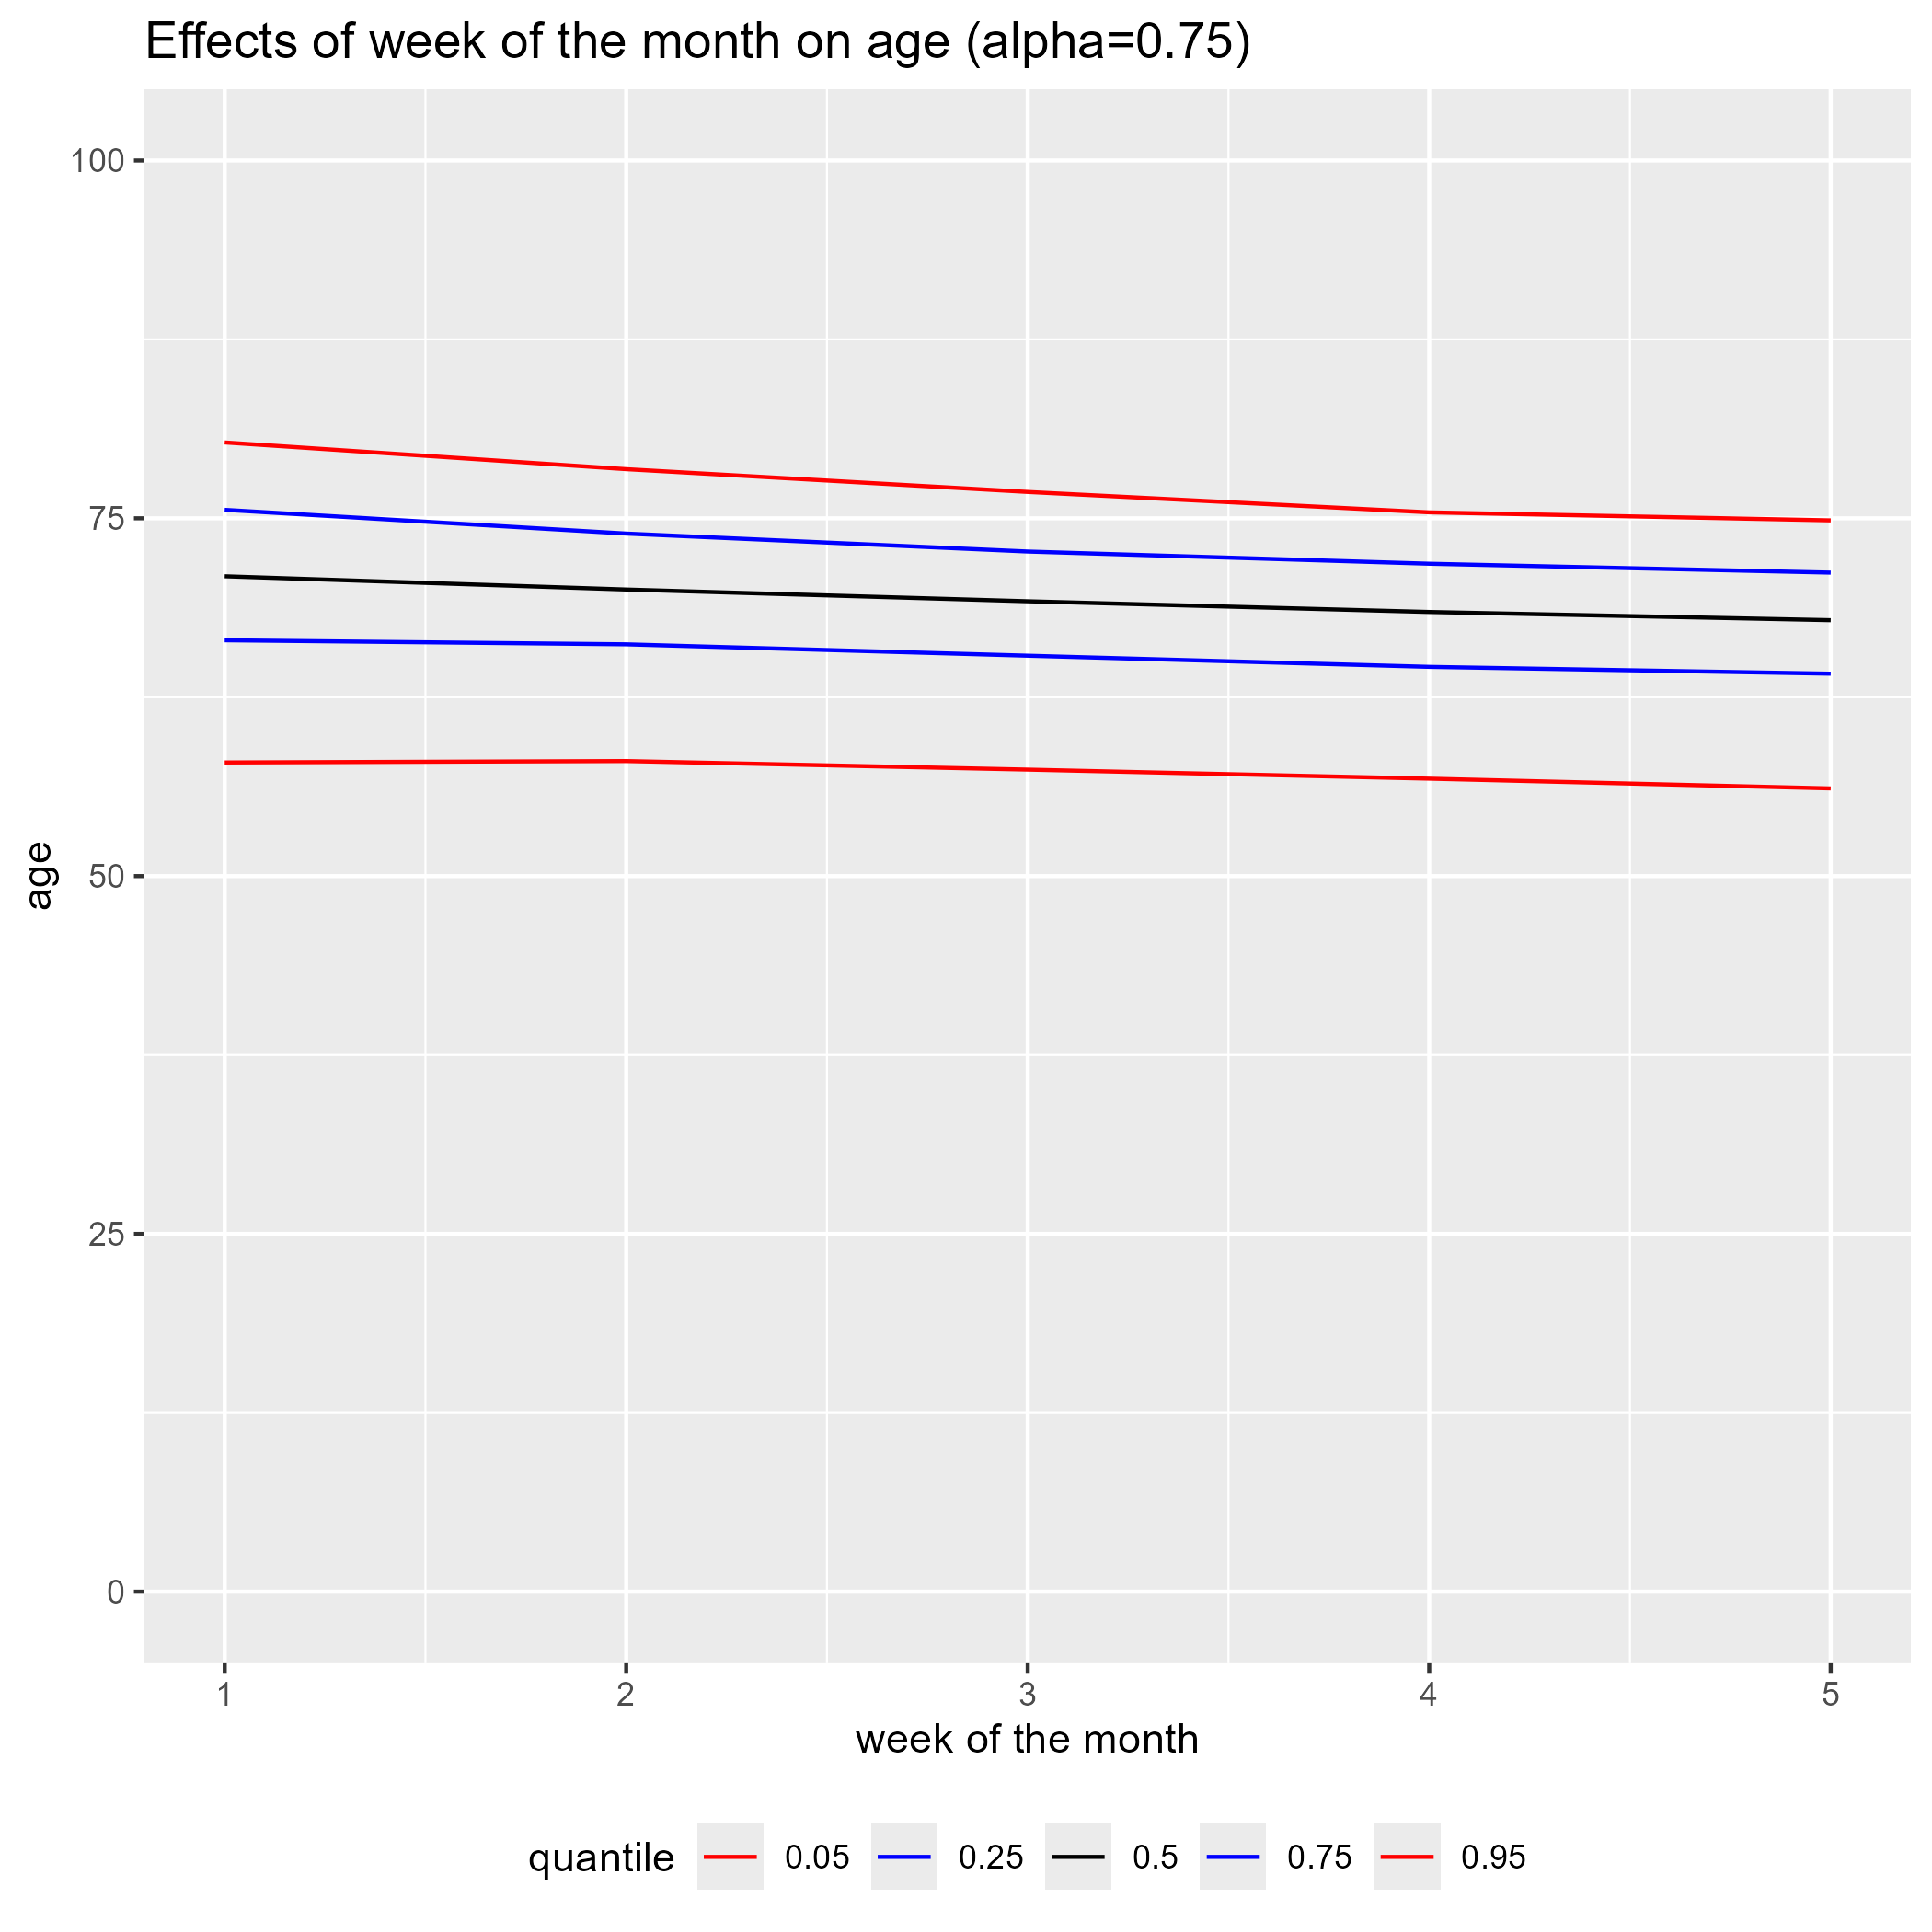 Effects of week of the month on age (alpha=0.75)
100
75
50
25
0
age
1 2 3 4 5
week of the month
quantile 0.05 0.25 0.5 0.75 0.95